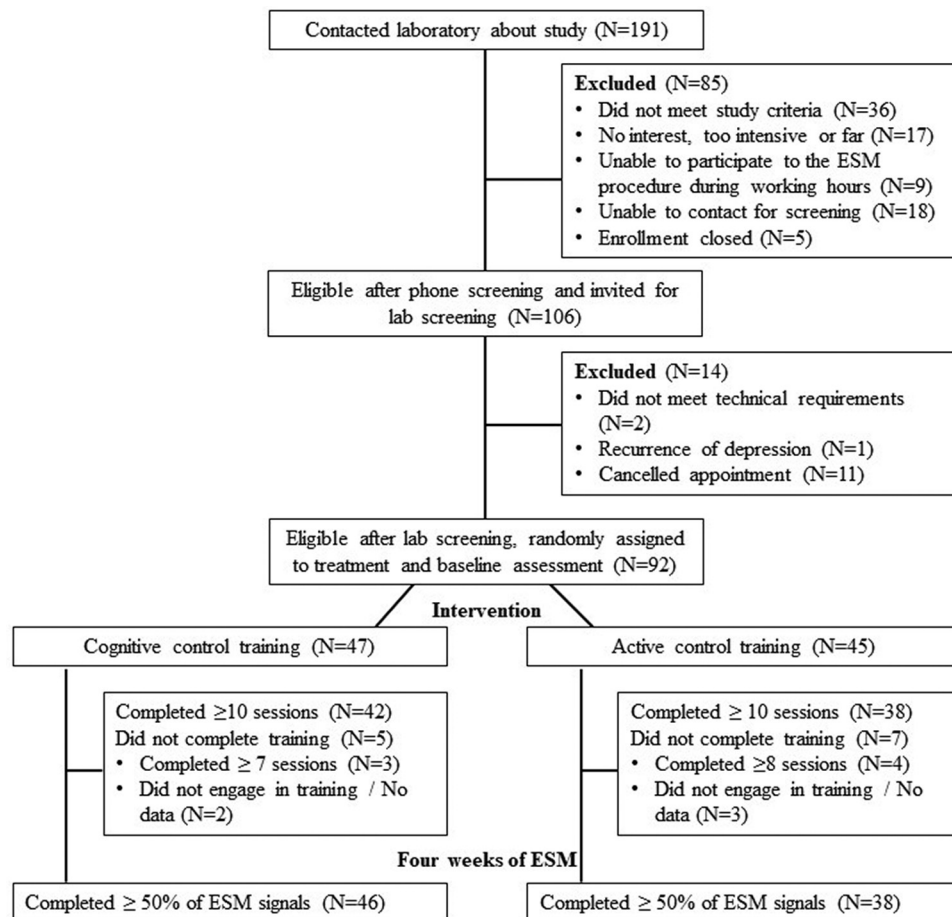 Contacted laboratory about study (N=191)
Excluded (N=85)
• Did not meet study criteria (N=36)
• No interest, too intensive or far (N=17)
• Unable to participate to the ESM
procedure during working hours (N=9)
• Unable to contact for screening (N=18)
• Enrollment closed (N=5)
Eligible after phone screening and invited for
lab screening (N=106)
Excluded (N=14)
• Did not meet technical requirements
(N=2)
• Recurrence of depression (N=1)
• Cancelled appointment (N=11)
Eligible after lab screening, randomly assigned
to treatment and baseline assessment (N=92)
Intervention
Cognitive control training (N=47)
Active control training (N=45)
Completed ≥10 sessions (N=42)
Did not complete training (N=5)
• Completed ≥ 7 sessions (N=3)
• Did not engage in training / No
data (N=2)
Completed ≥ 10 sessions (N=38)
Did not complete training (N=7)
• Completed ≥8 sessions (N=4)
• Did not engage in training / No
data (N=3)
Four weeks of ESM
Completed ≥ 50% of ESM signals (N=46)
Completed ≥ 50% of ESM signals (N=38)